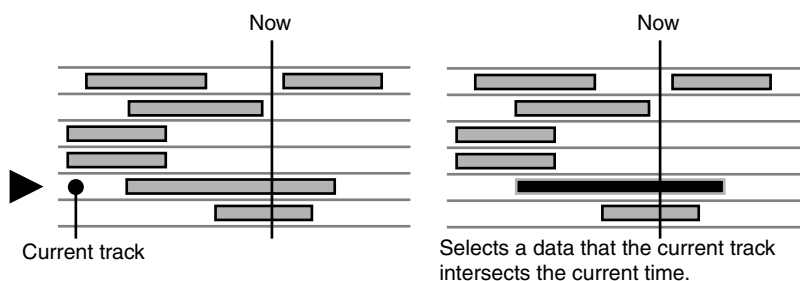 Now
Now
Current track
Selects a data that the current track
intersects the current time.